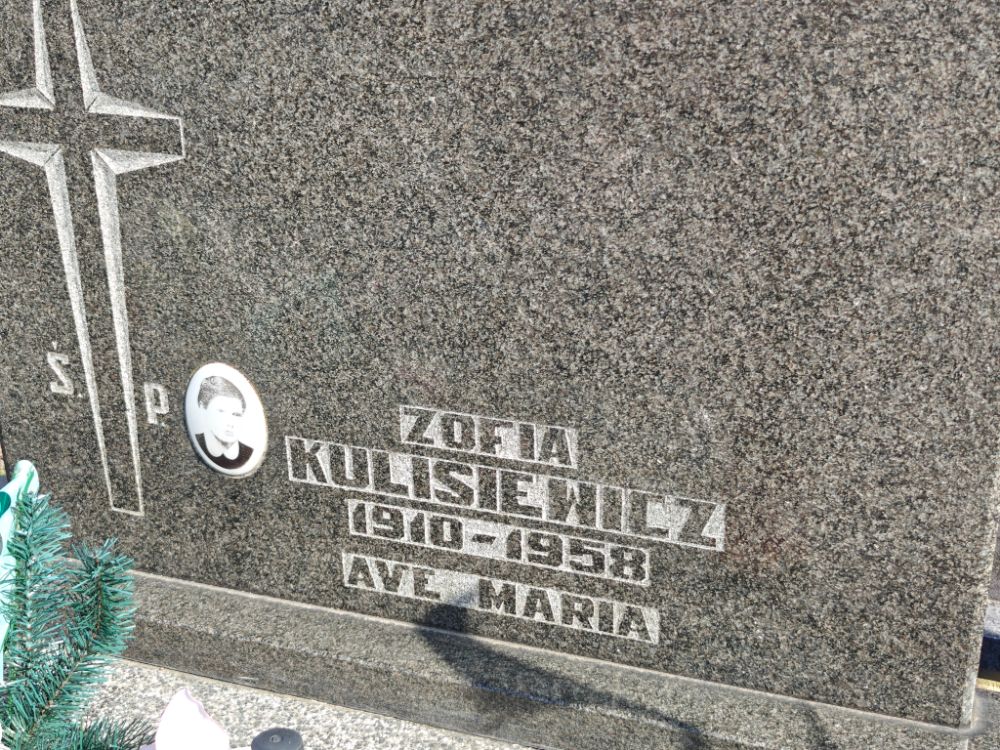 Ś. P.
ZOFIA
KULISIEWICZ
1910-1958
AVE MARIA